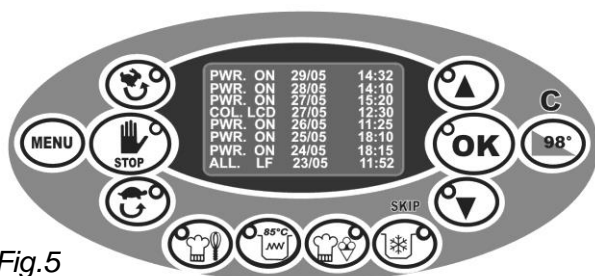 PWR. ON 29/05 14:32
PWR. ON 28/05 14:10
PWR. ON 27/05 15:20
COL. LCD 27/05 12:30
PWR. ON 26/05 11:25
PWR. ON 25/05 18:10
PWR. ON 24/05 18:15
ALL. LF 23/05 11:52
C
MENU
STOP
OK
98°
SKIP
85°C
Fig.5